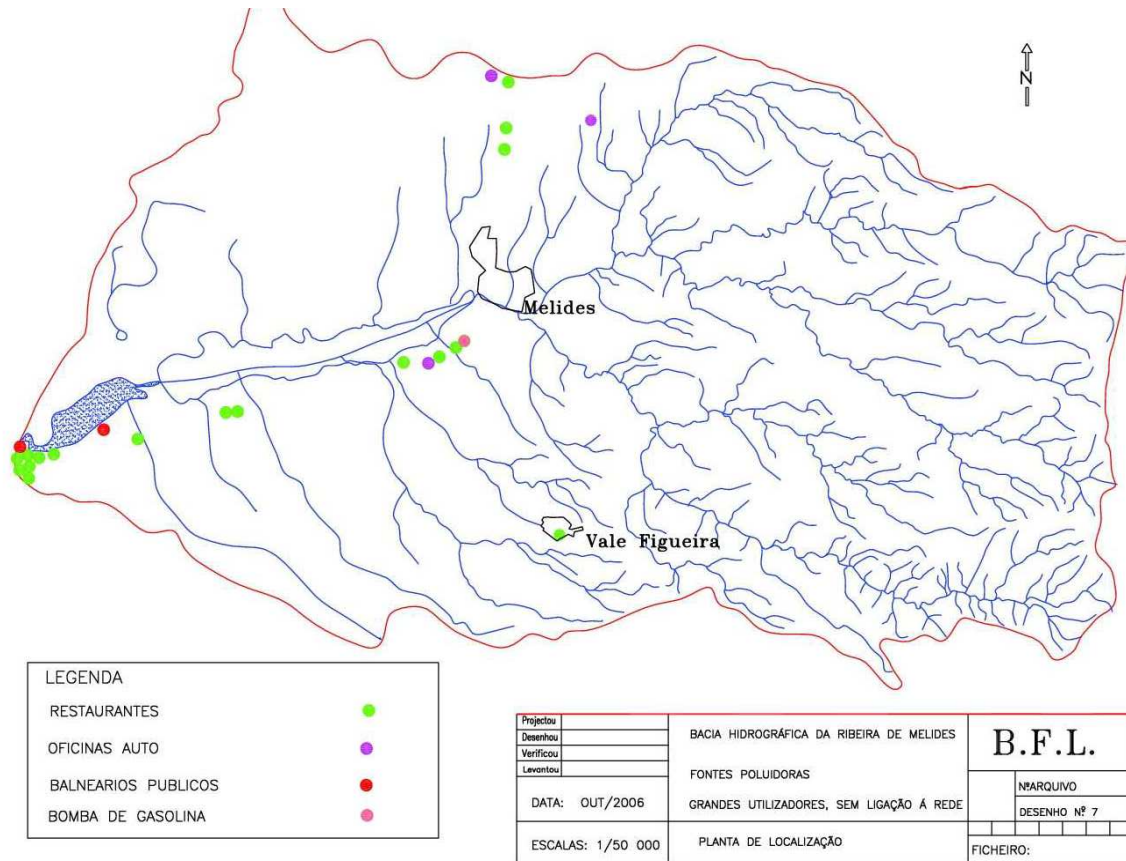 N
Melides
Vale Figueira
LEGENDA
RESTAURANTES
OFICINAS AUTO
BALNEARIOS PUBLICOS
BOMBA DE GASOLINA
Projectou
Desenhou
Verificou
Levantou
DATA: OUT/2006
ESCALAS: 1/50 000
BACIA HIDROGRÁFICA DA RIBEIRA DE MELIDES
FONTES POLUIDORAS
GRANDES UTILIZADORES, SEM LIGAÇÃO Á REDE
PLANTA DE LOCALIZAÇÃO
B.F.L.
NºARQUIVO
DESENHO Nº 7
FICHEIRO: